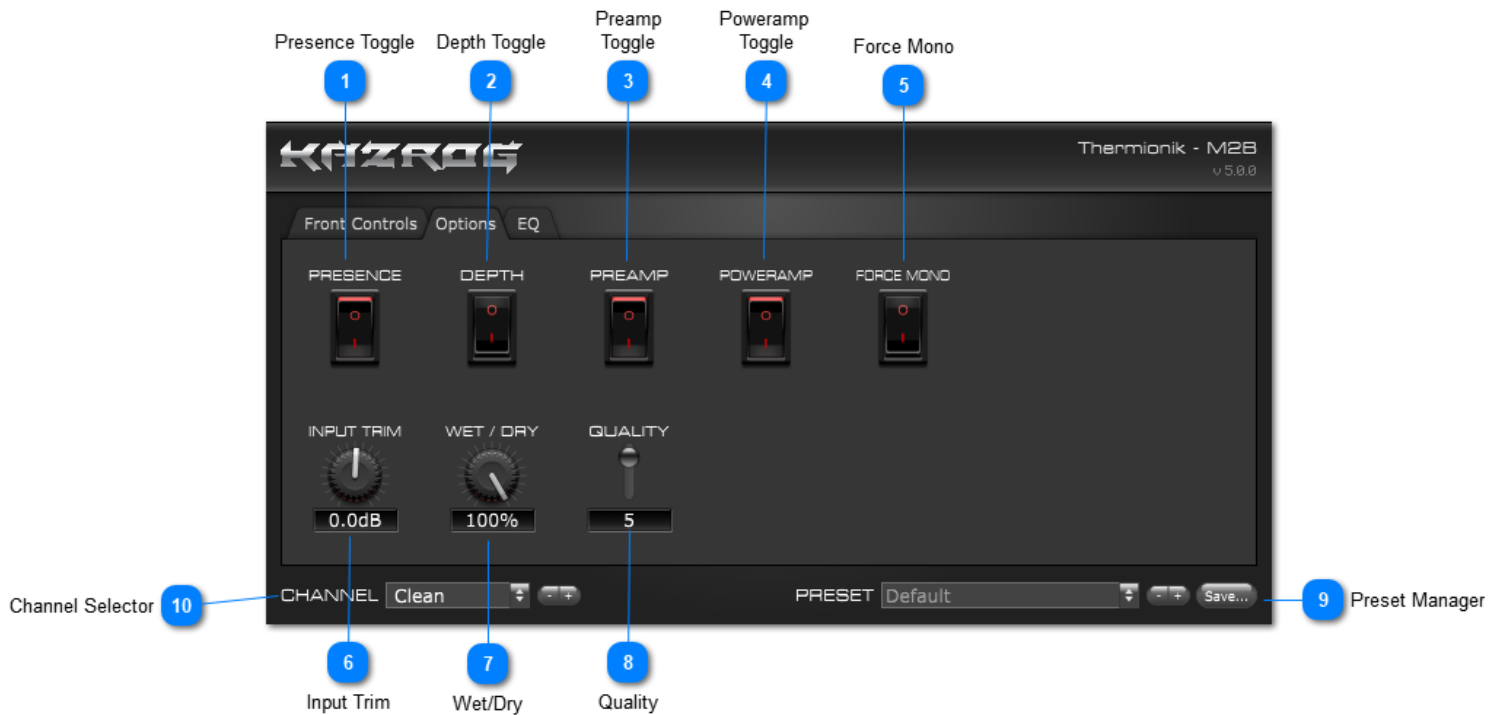 Preamp
Toggle
Poweramp
Toggle
Presence Toggle
Depth Toggle
Force Mono
1
2
3
4
5
KAZROG
Thermionik - M2B
v 5.0.0
Front Controls
Options
EQ
PRESENCE
DEPTH
PREAMP
POWERAMP
FORCE MONO
INPUT TRIM
WET / DRY
QUALITY
0.0dB
100%
5
Channel Selector
10
CHANNEL
Clean
- +
PRESET
Default
- +
Save...
9
Preset Manager
6
7
8
Input Trim
Wet/Dry
Quality